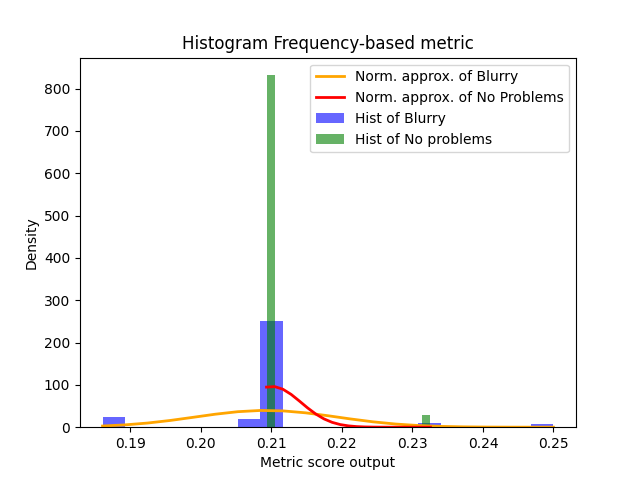 Histogram Frequency-based metric
Norm. approx. of Blurry
Norm. approx. of No Problems
Hist of Blurry
Hist of No problems
Density
800
700
600
500
400
300
200
100
0
0.19 0.20 0.21 0.22 0.23 0.24 0.25
Metric score output